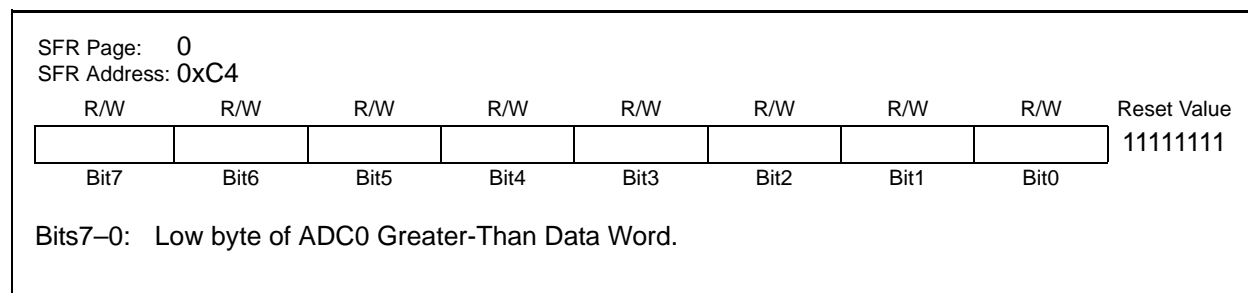 SFR Page: 0
SFR Address: 0xC4
R/W R/W R/W R/W R/W R/W R/W R/W Reset Value
11111111
Bit7 Bit6 Bit5 Bit4 Bit3 Bit2 Bit1 Bit0
Bits7–0: Low byte of ADC0 Greater-Than Data Word.